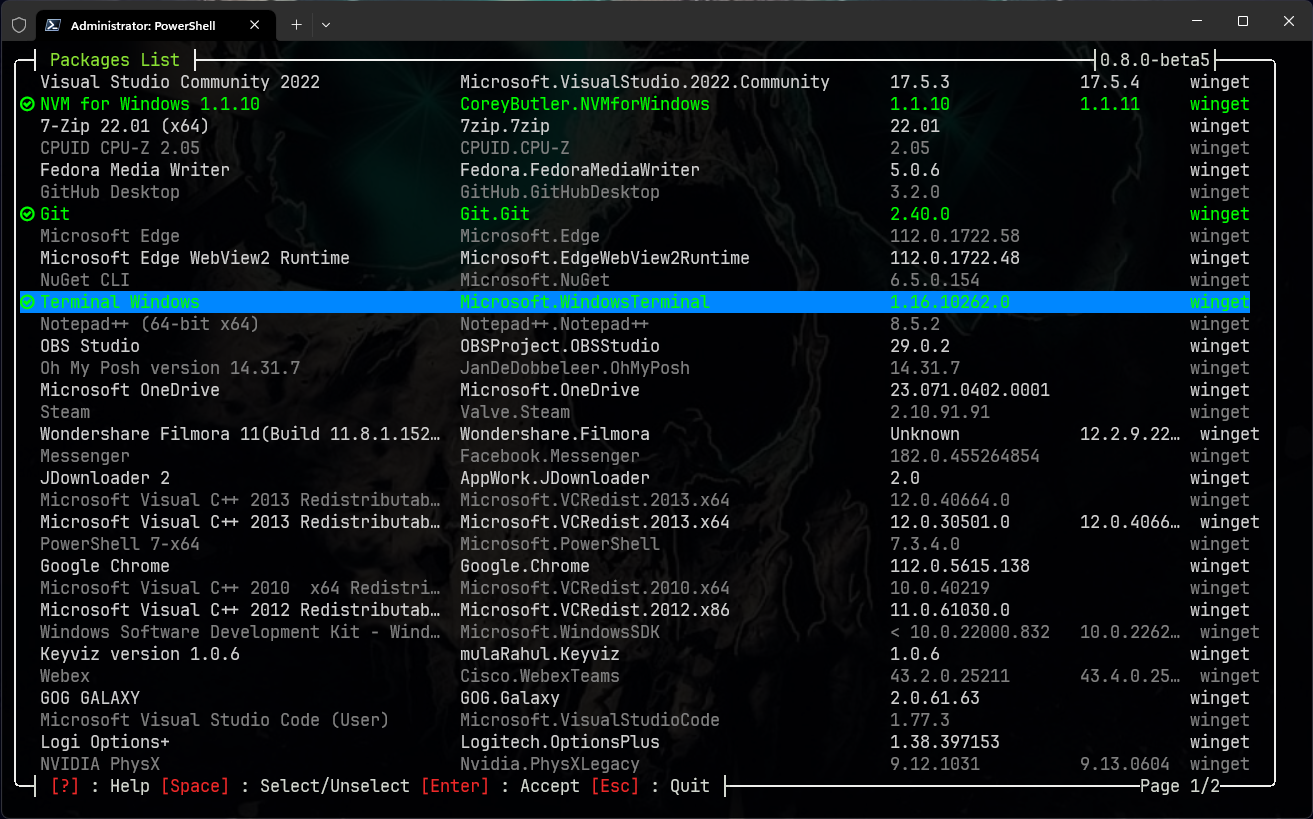 Administrator: PowerShell
Packages List 0.8.0-beta5
Visual Studio Community 2022 Microsoft.VisualStudio.2022.Community 17.5.3 17.5.4 winget
NVM for Windows 1.1.10 CoreyButler.NVMforWindows 1.1.10 1.1.11 winget
7-Zip 22.01 (x64) 7zip.7zip 22.01 winget
CPUID CPU-Z 2.05 CPUID.CPU-Z 2.05 winget
Fedora Media Writer Fedora.FedoraMediaWriter 5.0.6 winget
GitHub Desktop GitHub.GitHubDesktop 3.2.0 winget
Git Git.Git 2.40.0 winget
Microsoft Edge Microsoft.Edge 112.0.1722.58 winget
Microsoft Edge WebView2 Runtime Microsoft.EdgeWebView2Runtime 112.0.1722.48 winget
NuGet CLI Microsoft.NuGet 6.5.0.154 winget
Terminal Windows Microsoft.WindowsTerminal 1.16.10262.0 winget
Notepad++ (64-bit x64) Notepad++.Notepad++ 8.5.2 winget
OBS Studio OBSProject.OBSStudio 29.0.2 winget
Oh My Posh version 14.31.7 JanDeDobbeleer.OhMyPosh 14.31.7 winget
Microsoft OneDrive Microsoft.OneDrive 23.071.0402.0001 winget
Steam Valve.Steam 2.10.91.91 winget
Wondershare Filmora 11(Build 11.8.1.152… Wondershare.Filmora Unknown 12.2.9.22… winget
Messenger Facebook.Messenger 182.0.455264854 winget
JDownloader 2 AppWork.JDownloader 2.0 winget
Microsoft Visual C++ 2013 Redistributab… Microsoft.VCRedist.2013.x64 12.0.40664.0 winget
Microsoft Visual C++ 2013 Redistributab… Microsoft.VCRedist.2013.x64 12.0.30501.0 12.0.4066… winget
PowerShell 7-x64 Microsoft.PowerShell 7.3.4.0 winget
Google Chrome Google.Chrome 112.0.5615.138 winget
Microsoft Visual C++ 2010  x64 Redistri… Microsoft.VCRedist.2010.x64 10.0.40219 winget
Microsoft Visual C++ 2012 Redistributab… Microsoft.VCRedist.2012.x86 11.0.61030.0 winget
Windows Software Development Kit - Wind… Microsoft.WindowsSDK < 10.0.22000.832 10.0.2262… winget
Keyviz version 1.0.6 mulaRahul.Keyviz 1.0.6 winget
Webex Cisco.WebexTeams 43.2.0.25211 43.4.0.25… winget
GOG GALAXY GOG.Galaxy 2.0.61.63 winget
Microsoft Visual Studio Code (User) Microsoft.VisualStudioCode 1.77.3 winget
Logi Options+ Logitech.OptionsPlus 1.38.397153 winget
NVIDIA PhysX Nvidia.PhysXLegacy 9.12.1031 9.13.0604 winget
[?] : Help [Space] : Select/Unselect [Enter] : Accept [Esc] : Quit Page 1/2